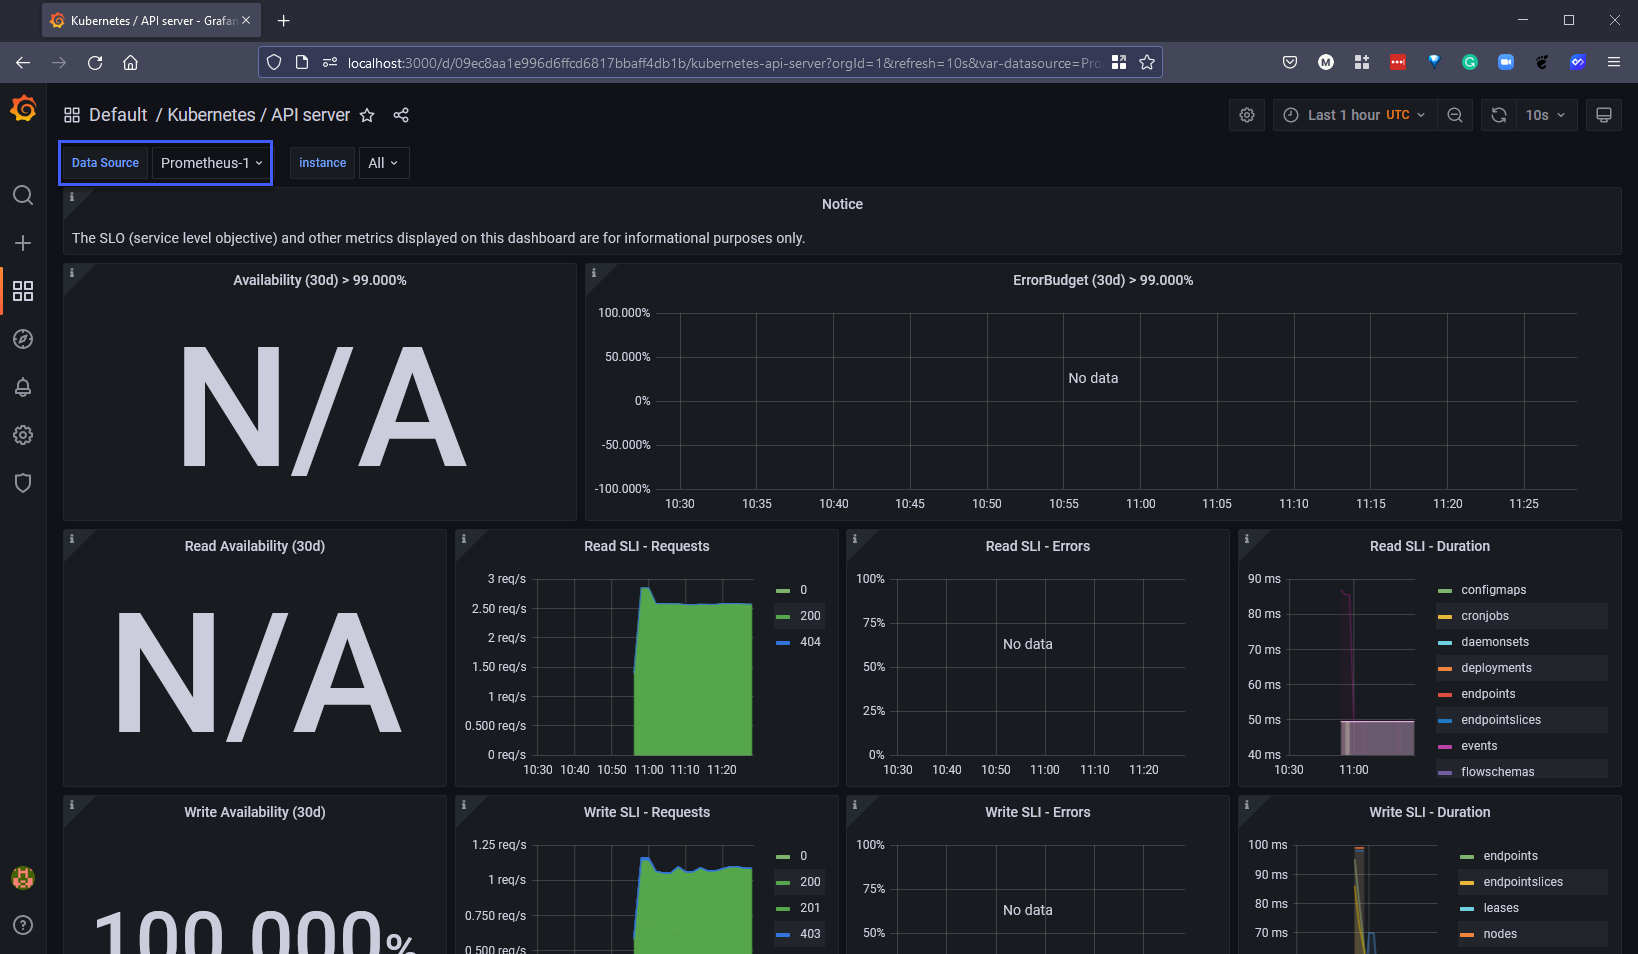 Kubernetes / API server - Grafan
localhost:3000/d/09ec8aa1e996d6ffcd6817bbaff4db1b/kubernetes-api-server?orgId=1&refresh=10s&var-datasource=Pro
Default / Kubernetes / API server
Last 1 hour UTC
10s
Data Source Prometheus-1 instance All
Notice
The SLO (service level objective) and other metrics displayed on this dashboard are for informational purposes only.
Availability (30d) > 99.000%
N/A
ErrorBudget (30d) > 99.000%
100.000%
50.000%
0%
-50.000%
-100.000%
No data
10:30 10:35 10:40 10:45 10:50 10:55 11:00 11:05 11:10 11:15 11:20 11:25
Read Availability (30d)
N/A
Read SLI - Requests
3 req/s
2.50 req/s
2 req/s
1.50 req/s
1 req/s
0.500 req/s
0 req/s
10:30 10:40 10:50 11:00 11:10 11:20
0
200
404
Read SLI - Errors
100%
75%
50%
25%
0%
No data
10:30 10:40 10:50 11:00 11:10 11:20
Read SLI - Duration
90 ms
80 ms
70 ms
60 ms
50 ms
40 ms
10:30 11:00
configmaps
cronjobs
daemonsets
deployments
endpoints
endpointslices
events
flowschemas
Write Availability (30d)
100.000%
Write SLI - Requests
1.25 req/s
1 req/s
0.750 req/s
0.500 req/s
0
200
201
403
Write SLI - Errors
100%
75%
50%
No data
Write SLI - Duration
100 ms
90 ms
80 ms
70 ms
endpoints
endpointslices
leases
nodes